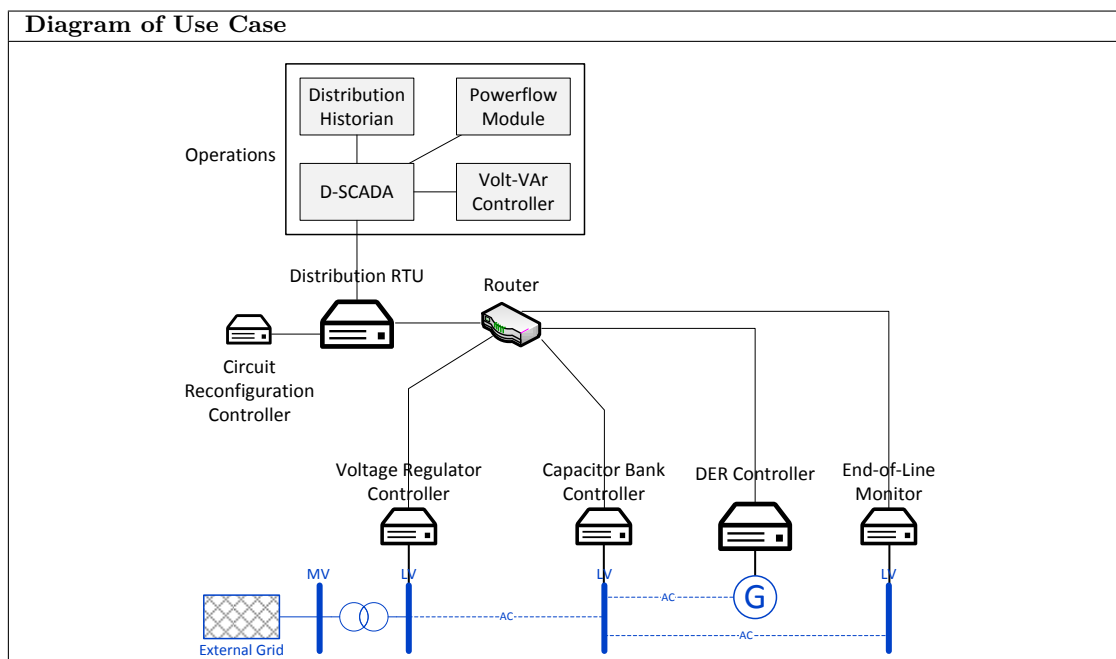 Diagram of Use Case
Distribution
Historian
Powerflow
Module
Operations
D-SCADA
Volt-VAr
Controller
Distribution RTU
Router
Circuit
Reconfiguration
Controller
Voltage Regulator
Controller
Capacitor Bank
Controller
DER Controller
End-of-Line
Monitor
MV
LV
LV
LV
G
AC
AC
AC
External Grid